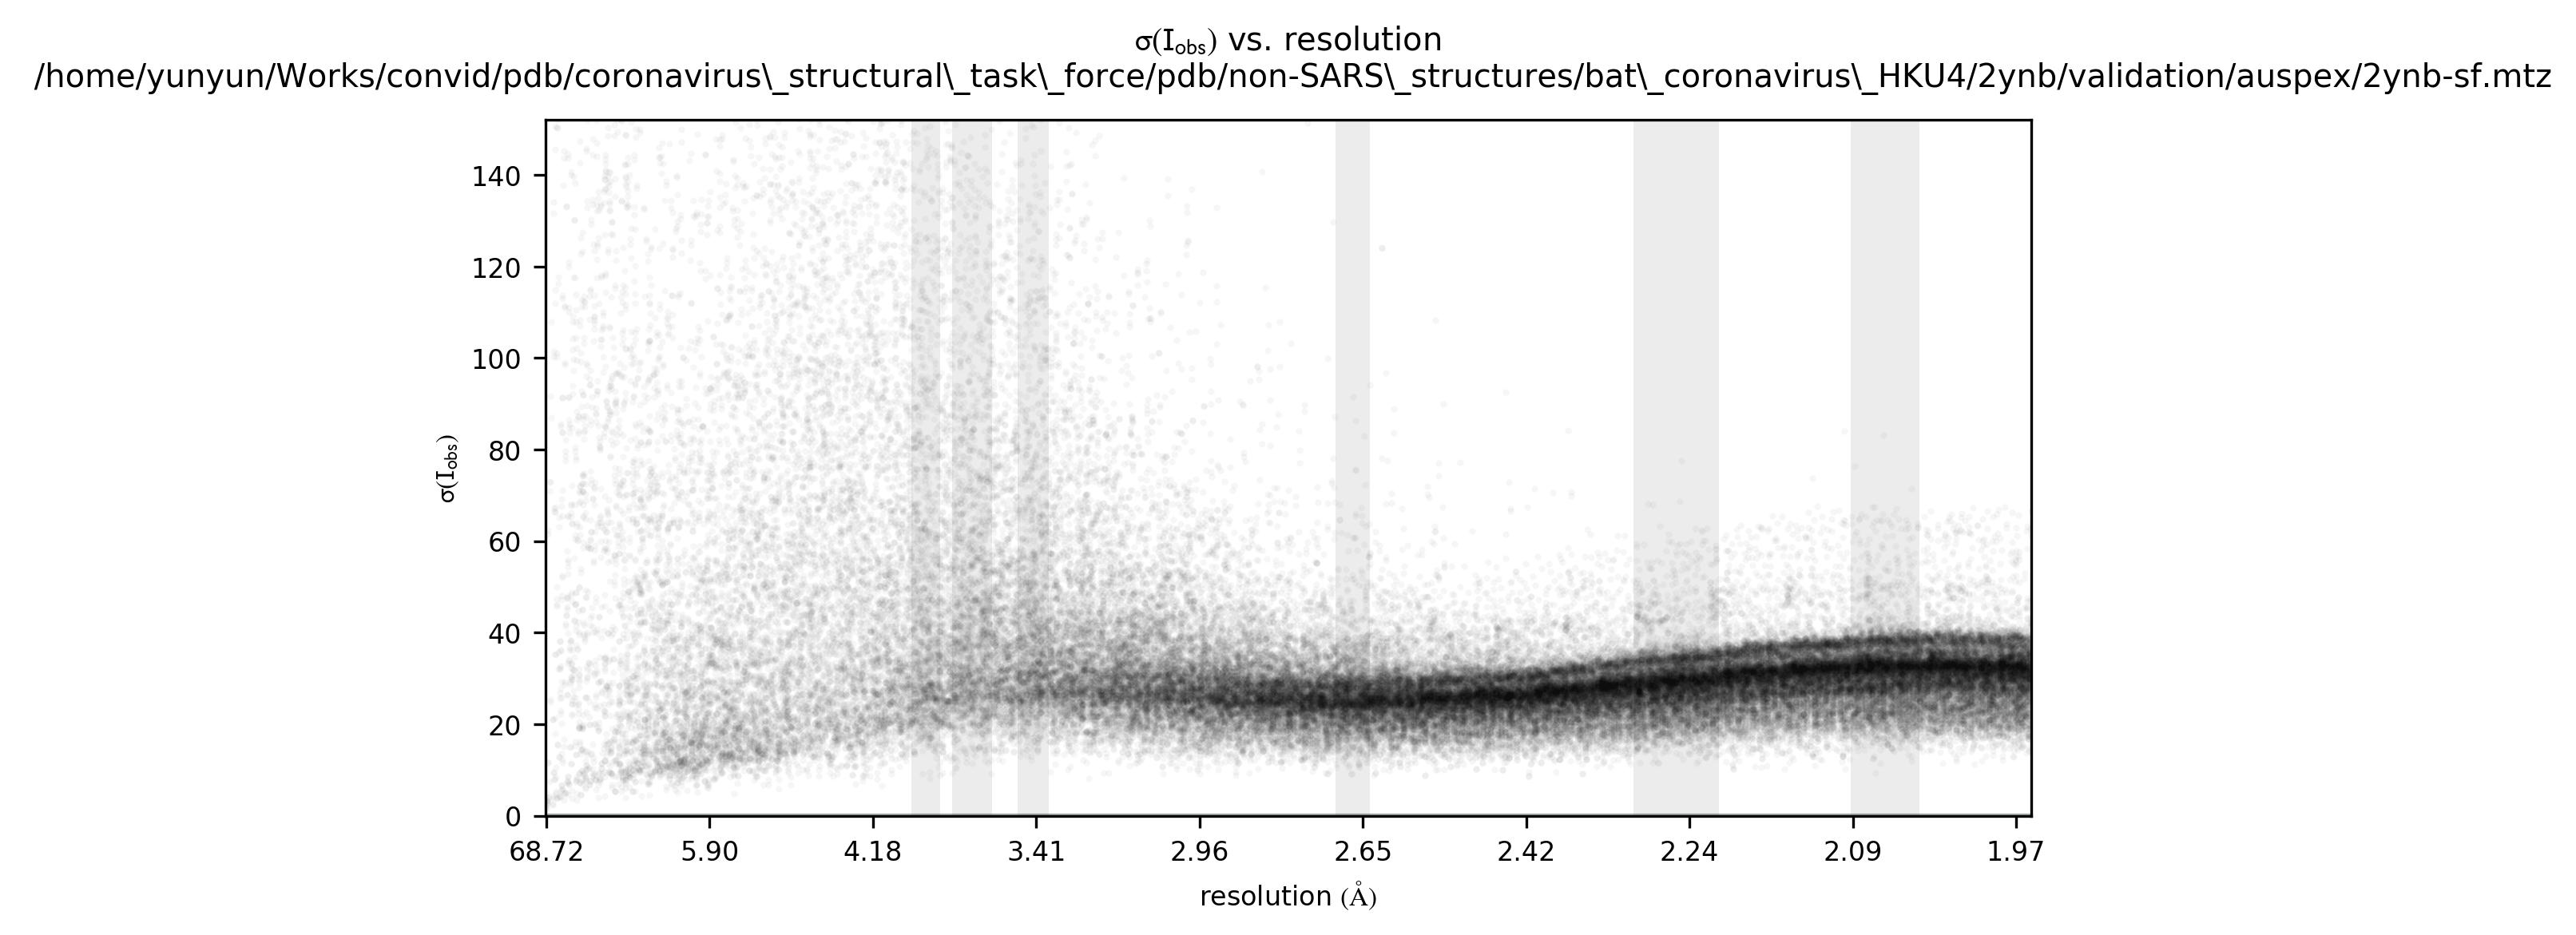 σ(Iobs) vs. resolution
/home/yunyun/Works/convid/pdb/coronavirus\_structural\_task\_force/pdb/non-SARS\_structures/bat\_coronavirus\_HKU4/2ynb/validation/auspex/2ynb-sf.mtz
140
120
100
80
60
40
20
0
σ(Iobs)
68.72 5.90 4.18 3.41 2.96 2.65 2.42 2.24 2.09 1.97
resolution (Å)